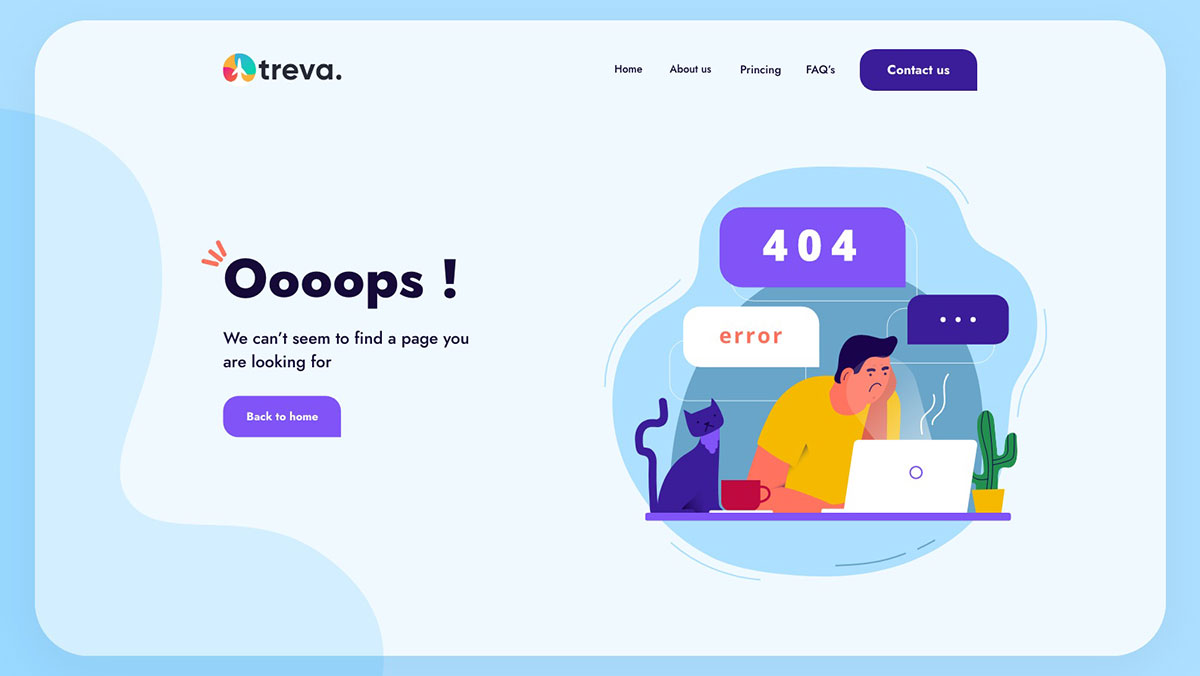 treva.
Home About us Princing FAQ’s Contact us
404
error
Oooops !
We can’t seem to find a page you
are looking for
Back to home